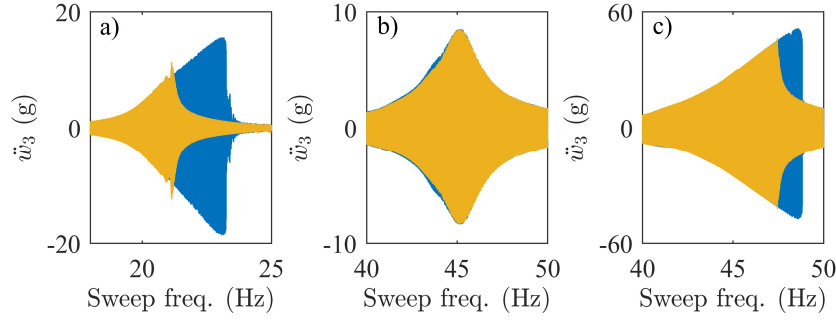 a)
20
0
-20
ẅ₃ (g)
20
25
Sweep freq. (Hz)
b)
10
0
-10
ẅ₃ (g)
40
45
50
Sweep freq. (Hz)
c)
60
0
-60
ẅ₃ (g)
40
45
50
Sweep freq. (Hz)